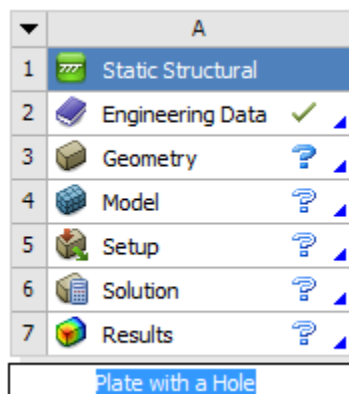 A
1 Static Structural
2 Engineering Data
3 Geometry ?
4 Model ?
5 Setup ?
6 Solution ?
7 Results ?
Plate with a Hole